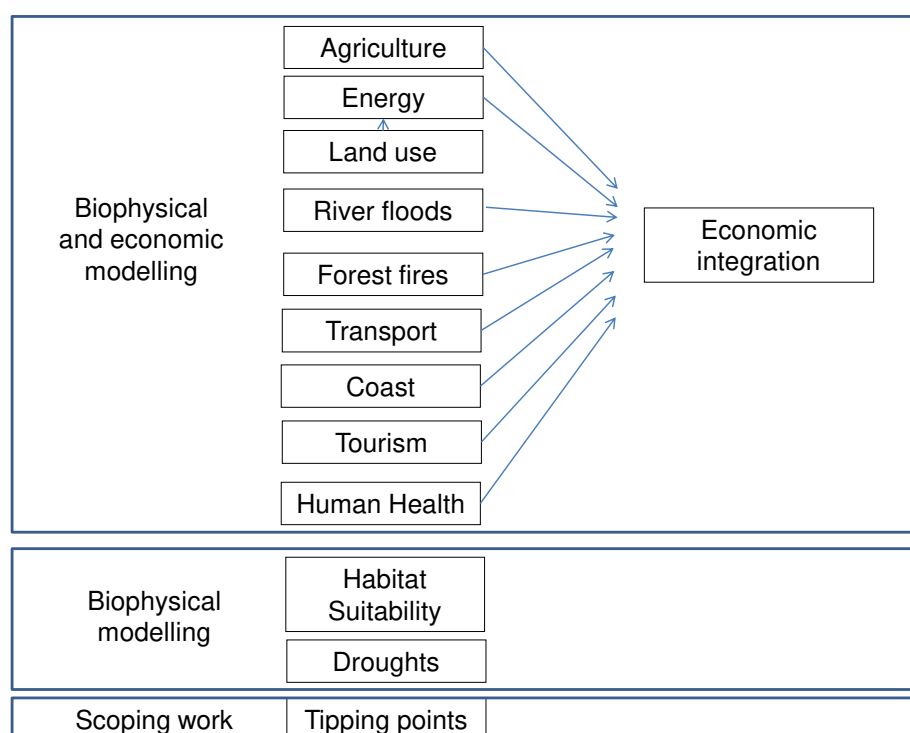 Agriculture
Energy
Land use
Biophysical
and economic
modelling
River floods
Economic
integration
Forest fires
Transport
Coast
Tourism
Human Health
Biophysical
modelling
Habitat
Suitability
Droughts
Scoping work
Tipping points